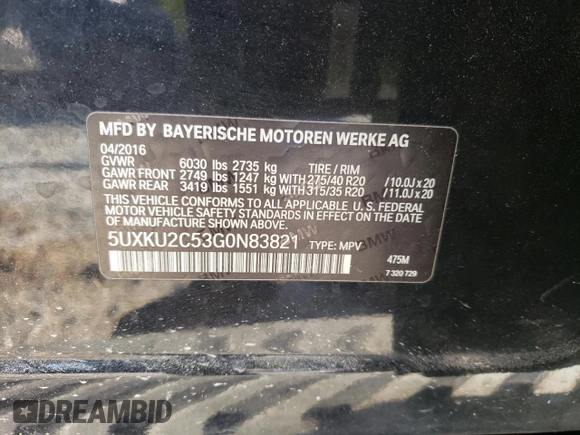 MFD BY BAYERISCHE MOTOREN WERKE AG
04/2016
GVWR 6030 lbs 2735 kg TIRE / RIM
GAWR FRONT 2749 lbs 1247 kg WITH 275/40 R20 /10.0J x 20
GAWR REAR 3419 lbs 1551 kg WITH 315/35 R20 /11.0J x 20
THIS VEHICLE CONFORMS TO ALL APPLICABLE U.S. FEDERAL
MOTOR VEHICLE SAFETY STANDARDS IN EFFECT ON THE DATE
OF MANUFACTURE SHOWN ABOVE.
5UXKU2C53G0N83821 TYPE: MPV
475M
7 320 729
DREAMBID